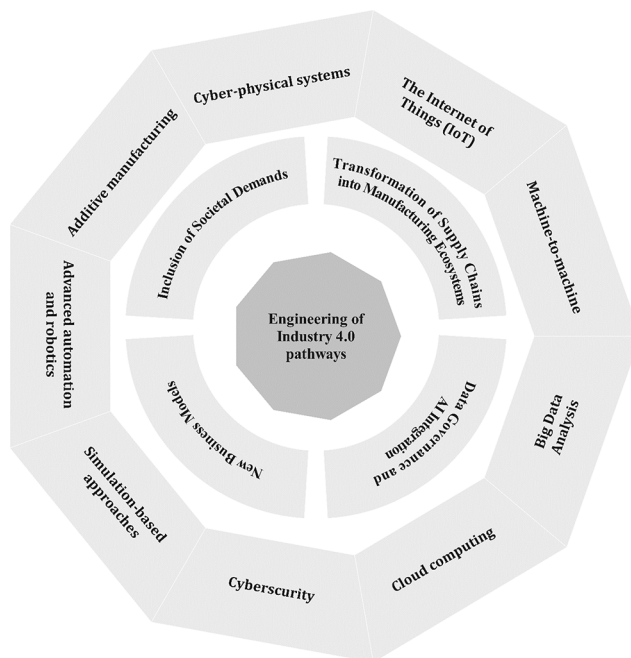 Cyber-physical systems
The Internet of
Things (IoT)
Machine-to-machine
Big Data
Analysis
Cloud computing
Cyberscurity
Simulation-based
approaches
Advanced automation
and robotics
Additive manufacturing
Inclusion of Societal Demands
Transformation of Supply Chains
into Manufacturing Ecosystems
Data Governance and
AI Integration
New Business Models
Engineering of
Industry 4.0
pathways